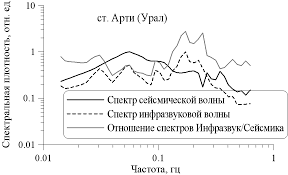 ст. Арти (Урал)
Спектральная плотность, отн. ед
10
1
0.1
0.01
Спектр сейсмической волны
Спектр инфразвуковой волны
Отношение спектров Инфразвук/Сейсмика
0.01
0.1
1
Частота, гц